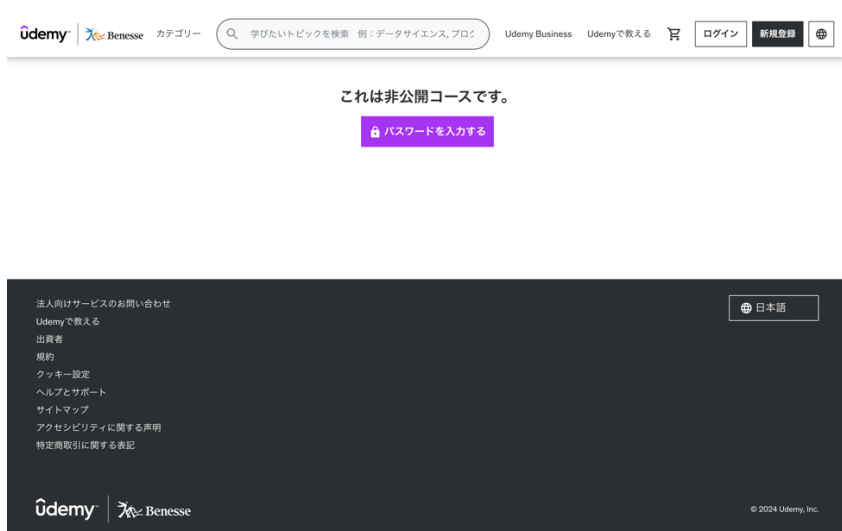 ûdemy Benesse カテゴリー 学びたいトピックを検索 例：データサイエンス, プロク Udemy Business Udemyで教える ログイン 新規登録
これは非公開コースです。
パスワードを入力する
法人向けサービスのお問い合わせ
日本語
Udemyで教える
出資者
規約
クッキー設定
ヘルプとサポート
サイトマップ
アクセシビリティに関する声明
特定商取引に関する表記
ûdemy Benesse
© 2024 Udemy, Inc.